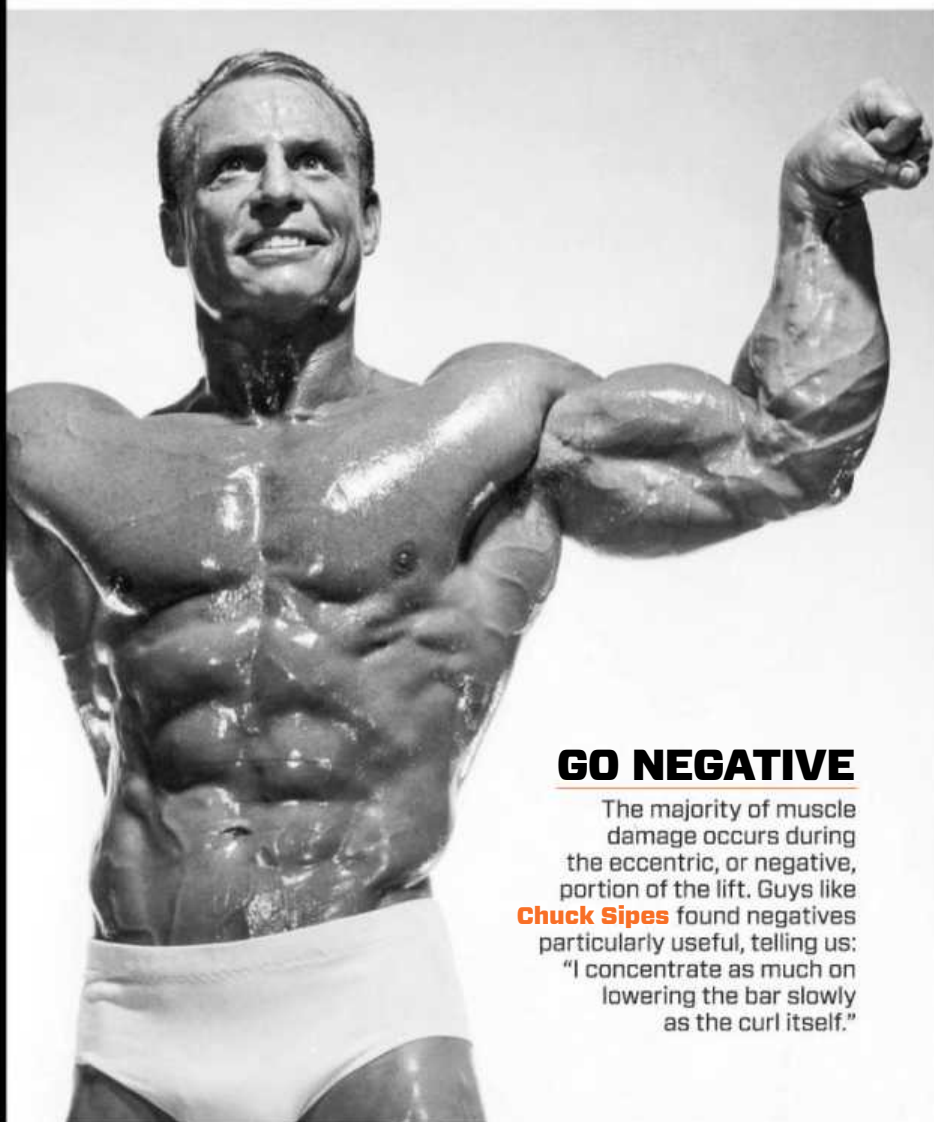 GO NEGATIVE
The majority of muscle
damage occurs during
the eccentric, or negative,
portion of the lift. Guys like
Chuck Sipes found negatives
particularly useful, telling us:
“I concentrate as much on
lowering the bar slowly
as the curl itself.”